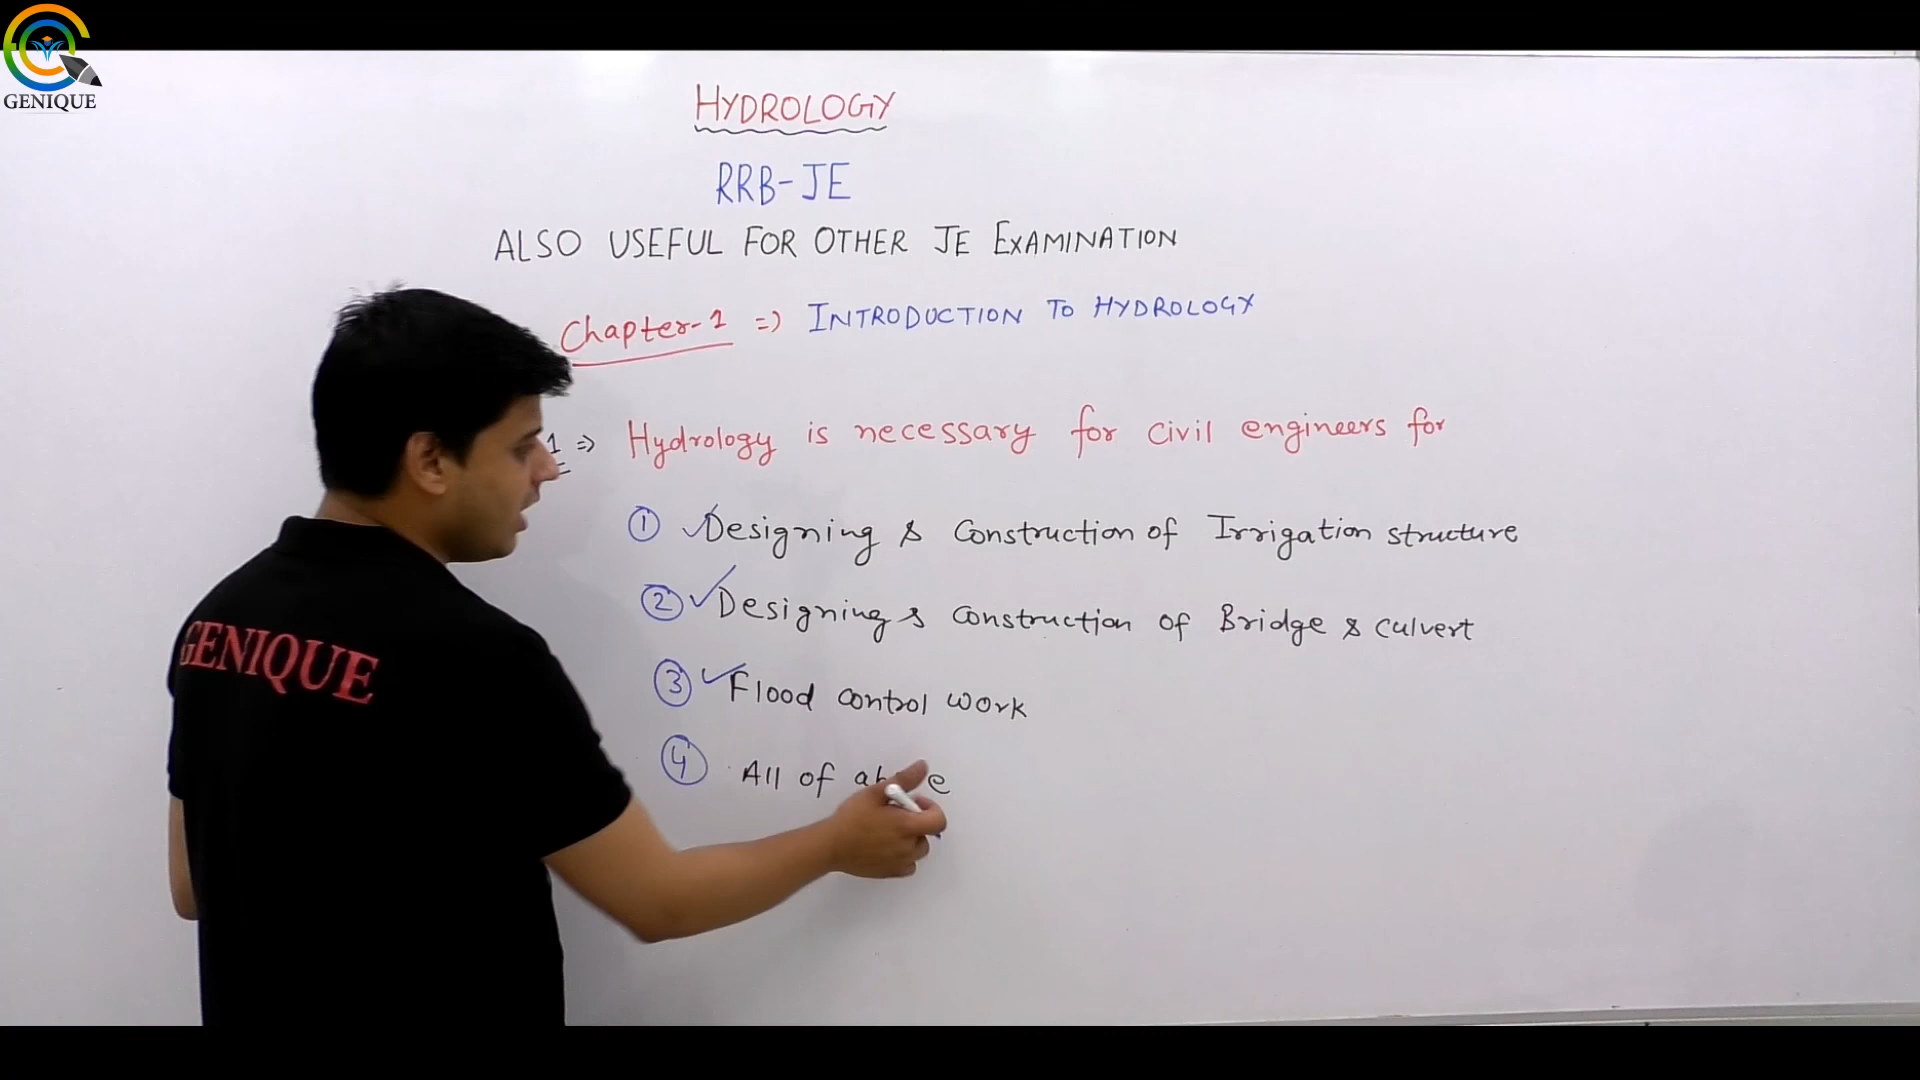 GENIQUE
HYDROLOGY
RRB-JE
ALSO USEFUL FOR OTHER JE EXAMINATION
Chapter-1 => INTRODUCTION TO HYDROLOGY
1 => Hydrology is necessary for civil engineers for
① Designing & Construction of Irrigation structure
② Designing & construction of Bridge & culvert
③ Flood control work
④ All of
GENIQUE